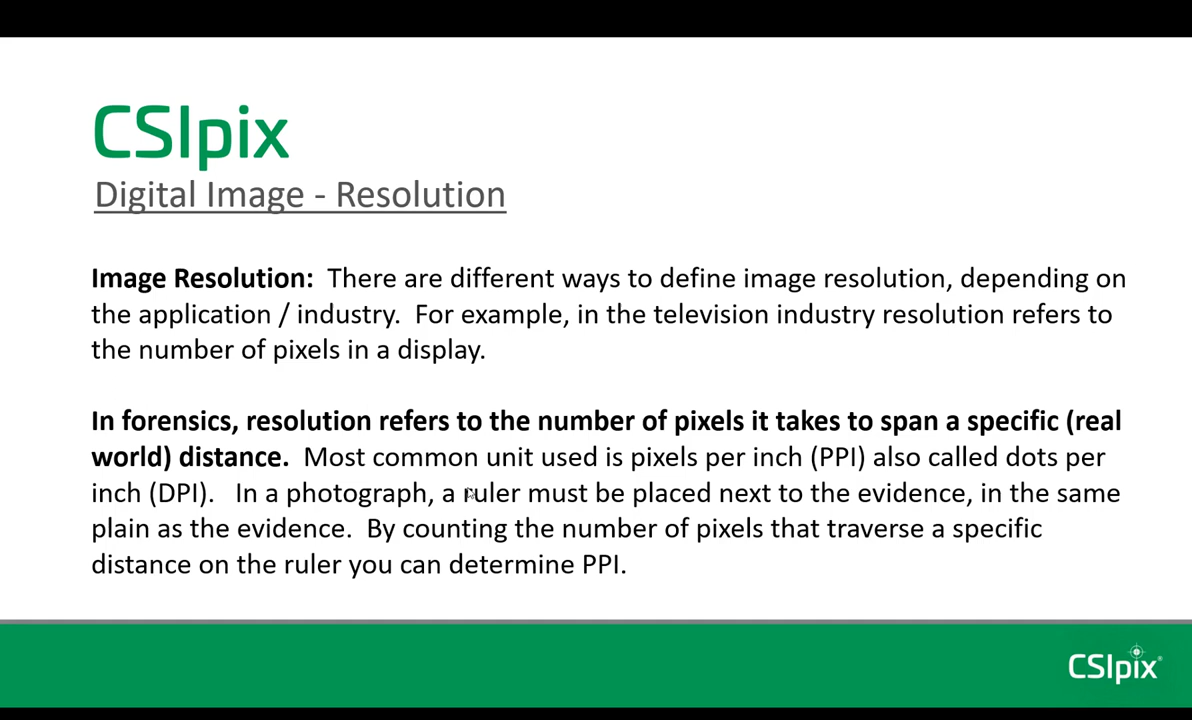 CSIpix
Digital Image - Resolution
Image Resolution:  There are different ways to define image resolution, depending on
the application / industry.  For example, in the television industry resolution refers to
the number of pixels in a display.
In forensics, resolution refers to the number of pixels it takes to span a specific (real
world) distance.  Most common unit used is pixels per inch (PPI) also called dots per
inch (DPI).   In a photograph, a ruler must be placed next to the evidence, in the same
plain as the evidence.  By counting the number of pixels that traverse a specific
distance on the ruler you can determine PPI.
CSIpix®